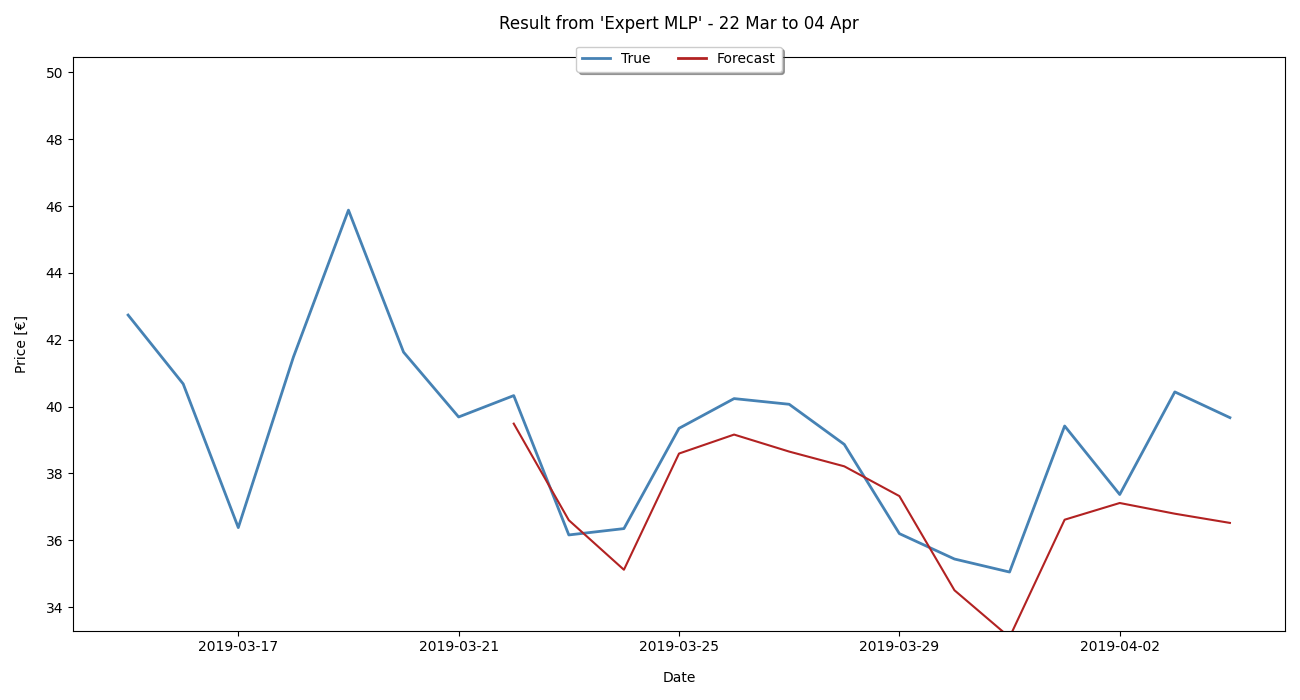 Result from 'Expert MLP' - 22 Mar to 04 Apr
True
Forecast
Price [€]
50
48
46
44
42
40
38
36
34
2019-03-17
2019-03-21
2019-03-25
2019-03-29
2019-04-02
Date